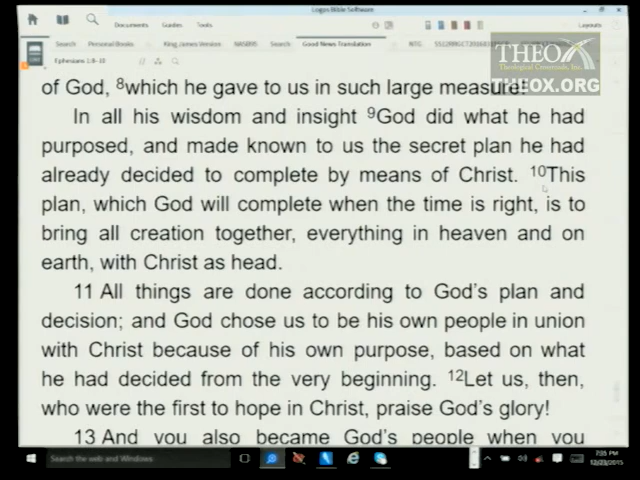 Logos Bible Software
Documents Guides Tools
Layouts
Search Personal Books King James Version NASB95 Search Good News Translation NTG
Ephesians 1:8-10
THEOX
THEOX.ORG
of God, 8which he gave to us in such large measure!
In all his wisdom and insight 9God did what he had
purposed, and made known to us the secret plan he had
already decided to complete by means of Christ. 10This
plan, which God will complete when the time is right, is to
bring all creation together, everything in heaven and on
earth, with Christ as head.
11 All things are done according to God's plan and
decision; and God chose us to be his own people in union
with Christ because of his own purpose, based on what
he had decided from the very beginning. 12Let us, then,
who were the first to hope in Christ, praise God's glory!
13 And you also became God's people when you
Search the web and Windows
7:05 PM
12/23/2015